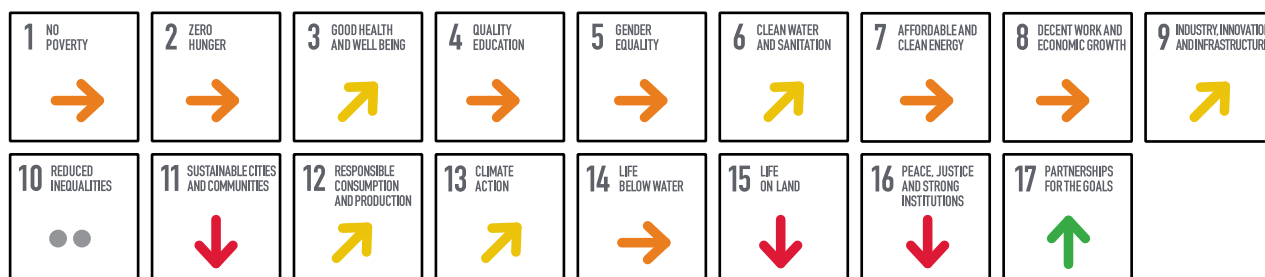 1 NO POVERTY
2 ZERO HUNGER
3 GOOD HEALTH AND WELL BEING
4 QUALITY EDUCATION
5 GENDER EQUALITY
6 CLEAN WATER AND SANITATION
7 AFFORDABLE AND CLEAN ENERGY
8 DECENT WORK AND ECONOMIC GROWTH
9 INDUSTRY, INNOVATION AND INFRASTRUCTURE
10 REDUCED INEQUALITIES
11 SUSTAINABLE CITIES AND COMMUNITIES
12 RESPONSIBLE CONSUMPTION AND PRODUCTION
13 CLIMATE ACTION
14 LIFE BELOW WATER
15 LIFE ON LAND
16 PEACE, JUSTICE AND STRONG INSTITUTIONS
17 PARTNERSHIPS FOR THE GOALS